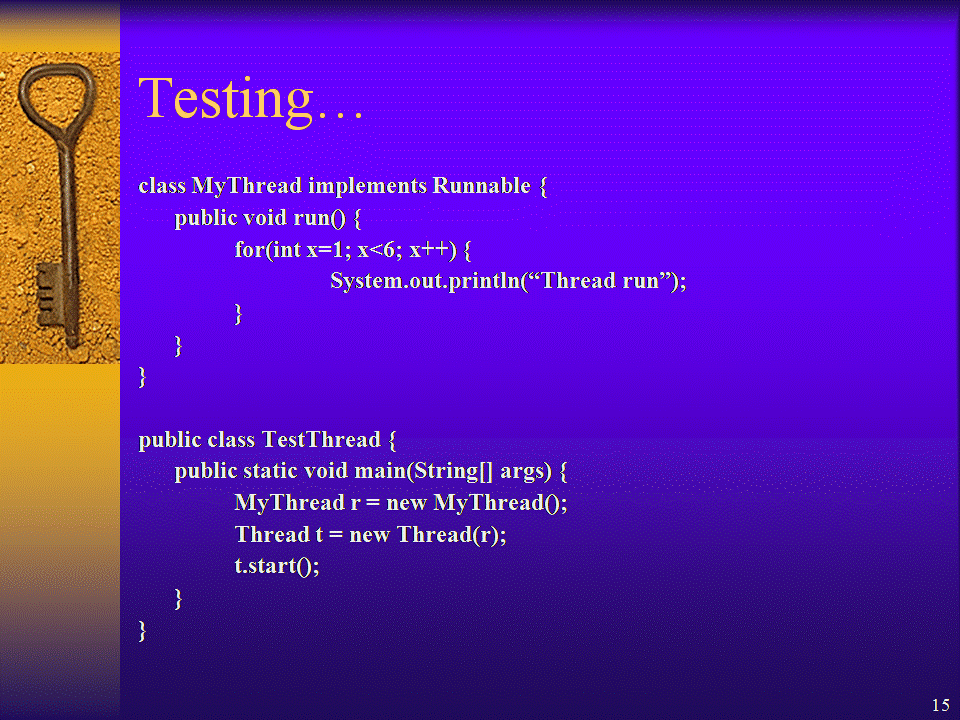 Testing…
class MyThread implements Runnable {
public void run() {
for(int x=1; x<6; x++) {
System.out.println(“Thread run”);
}
}
}
public class TestThread {
public static void main(String[] args) {
MyThread r = new MyThread();
Thread t = new Thread(r);
t.start();
}
}
15